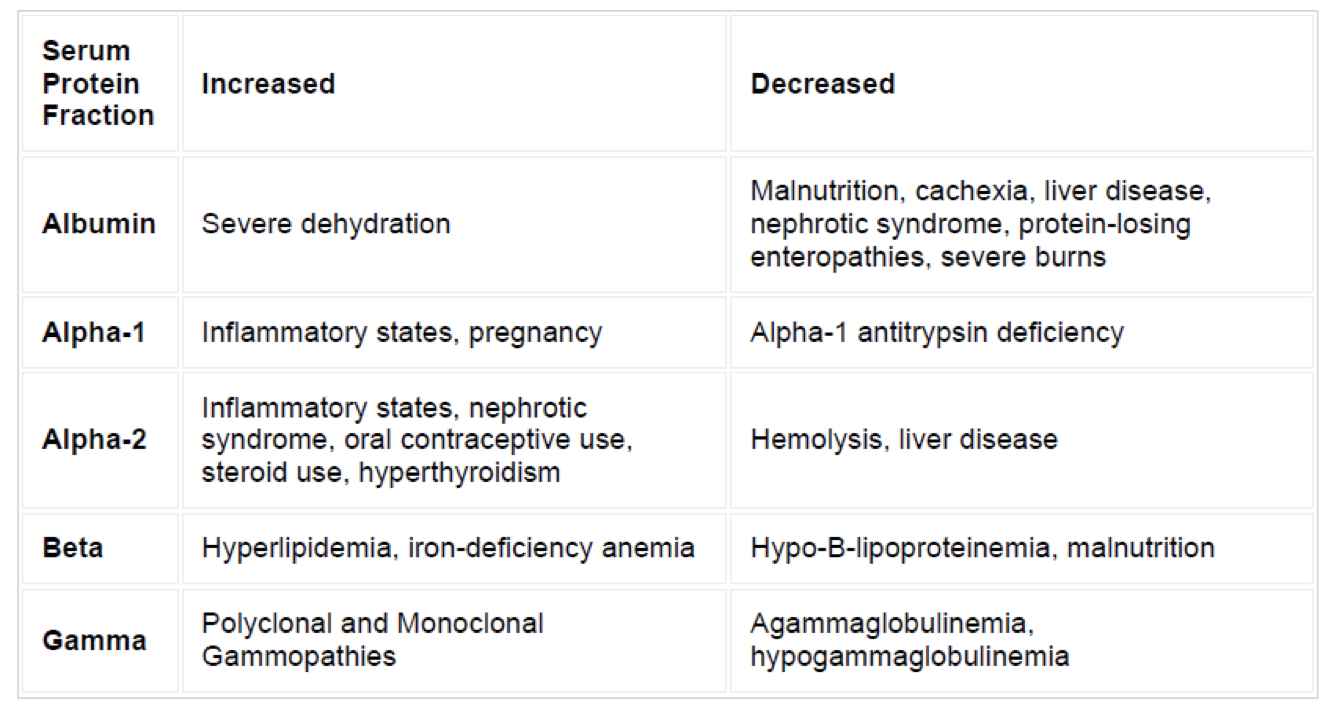 Serum
Protein
Fraction
Increased
Decreased
Albumin
Severe dehydration
Malnutrition, cachexia, liver disease,
nephrotic syndrome, protein-losing
enteropathies, severe burns
Alpha-1
Inflammatory states, pregnancy
Alpha-1 antitrypsin deficiency
Alpha-2
Inflammatory states, nephrotic
syndrome, oral contraceptive use,
steroid use, hyperthyroidism
Hemolysis, liver disease
Beta
Hyperlipidemia, iron-deficiency anemia
Hypo-B-lipoproteinemia, malnutrition
Gamma
Polyclonal and Monoclonal
Gammopathies
Agammaglobulinemia,
hypogammaglobulinemia